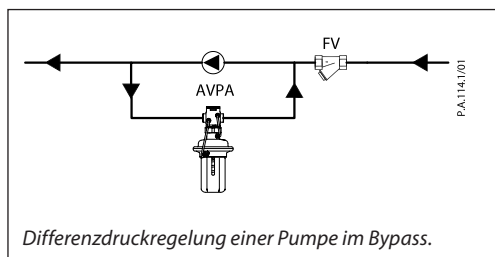 FV
AVPA
P.A.114.1/01
Differenzdruckregelung einer Pumpe im Bypass.